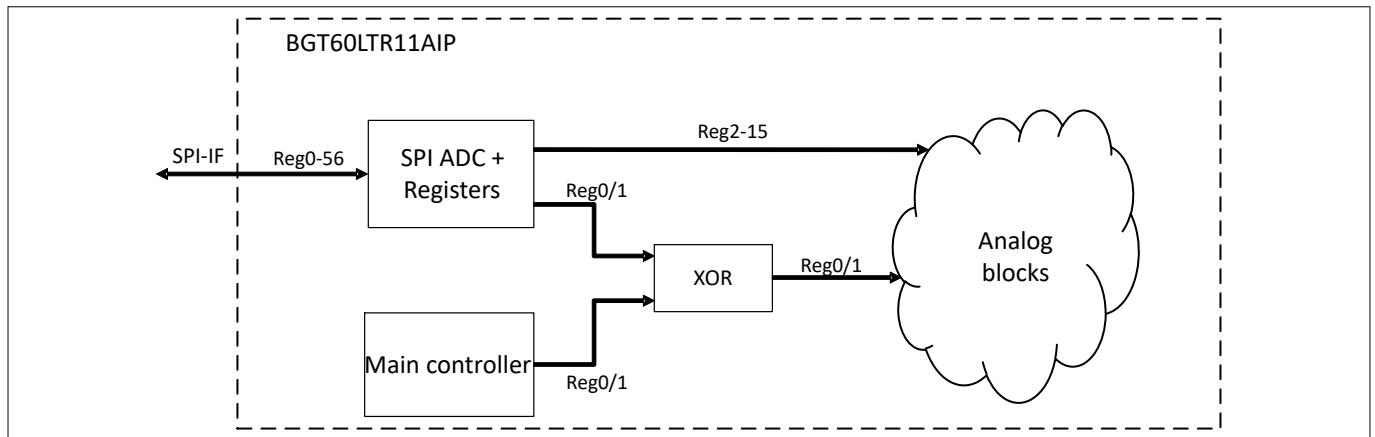 BGT60LTR11AIP
SPI-IF
Reg0-56
SPI ADC +
Registers
Reg2-15
Reg0/1
XOR
Reg0/1
Analog
blocks
Main controller
Reg0/1